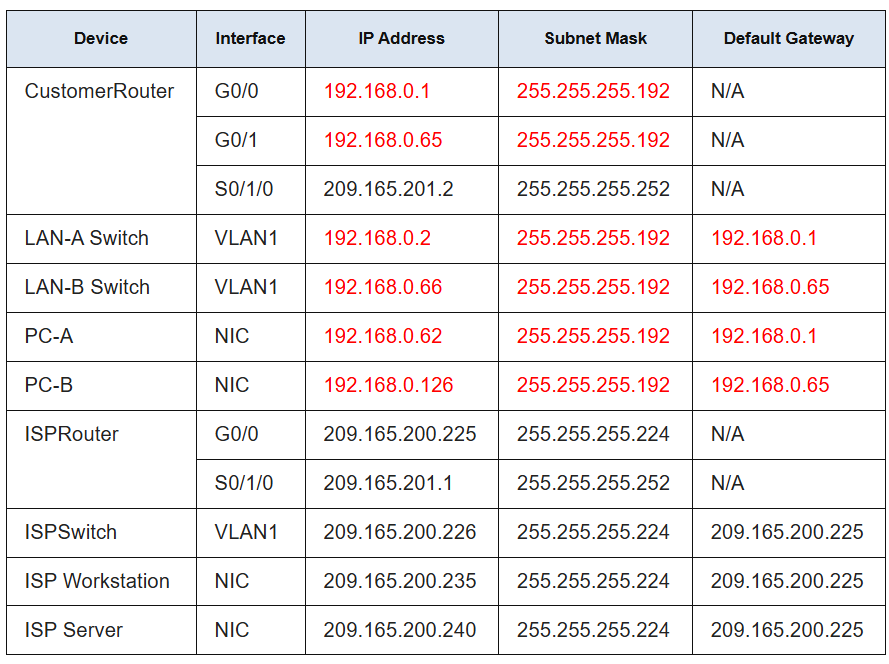 Device Interface IP Address Subnet Mask Default Gateway
CustomerRouter G0/0 192.168.0.1 255.255.255.192 N/A
G0/1 192.168.0.65 255.255.255.192 N/A
S0/1/0 209.165.201.2 255.255.255.252 N/A
LAN-A Switch VLAN1 192.168.0.2 255.255.255.192 192.168.0.1
LAN-B Switch VLAN1 192.168.0.66 255.255.255.192 192.168.0.65
PC-A NIC 192.168.0.62 255.255.255.192 192.168.0.1
PC-B NIC 192.168.0.126 255.255.255.192 192.168.0.65
ISPRouter G0/0 209.165.200.225 255.255.255.224 N/A
S0/1/0 209.165.201.1 255.255.255.252 N/A
ISPSwitch VLAN1 209.165.200.226 255.255.255.224 209.165.200.225
ISP Workstation NIC 209.165.200.235 255.255.255.224 209.165.200.225
ISP Server NIC 209.165.200.240 255.255.255.224 209.165.200.225